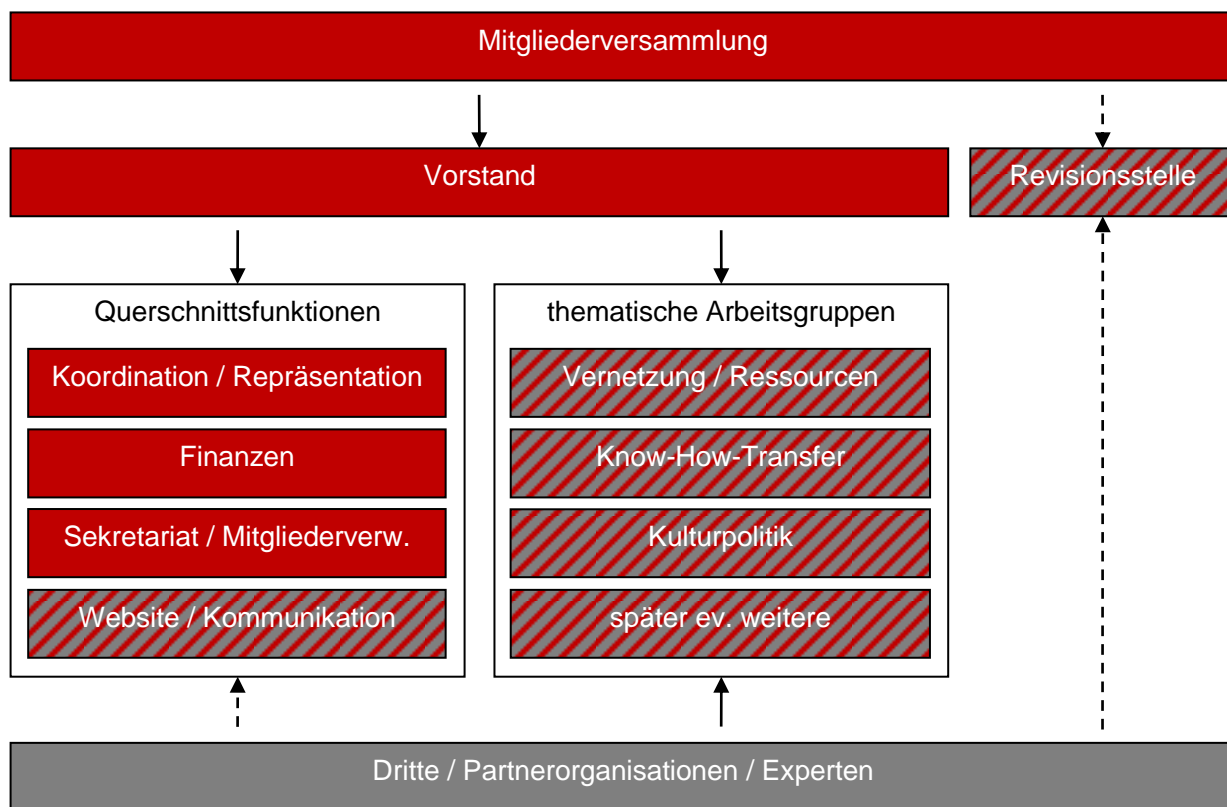 Mitgliederversammlung
Vorstand
Revisionsstelle
Querschnittsfunktionen
Koordination / Repräsentation
Finanzen
Sekretariat / Mitgliederverw.
Website / Kommunikation
thematische Arbeitsgruppen
Vernetzung / Ressourcen
Know-How-Transfer
Kulturpolitik
später ev. weitere
Dritte / Partnerorganisationen / Experten